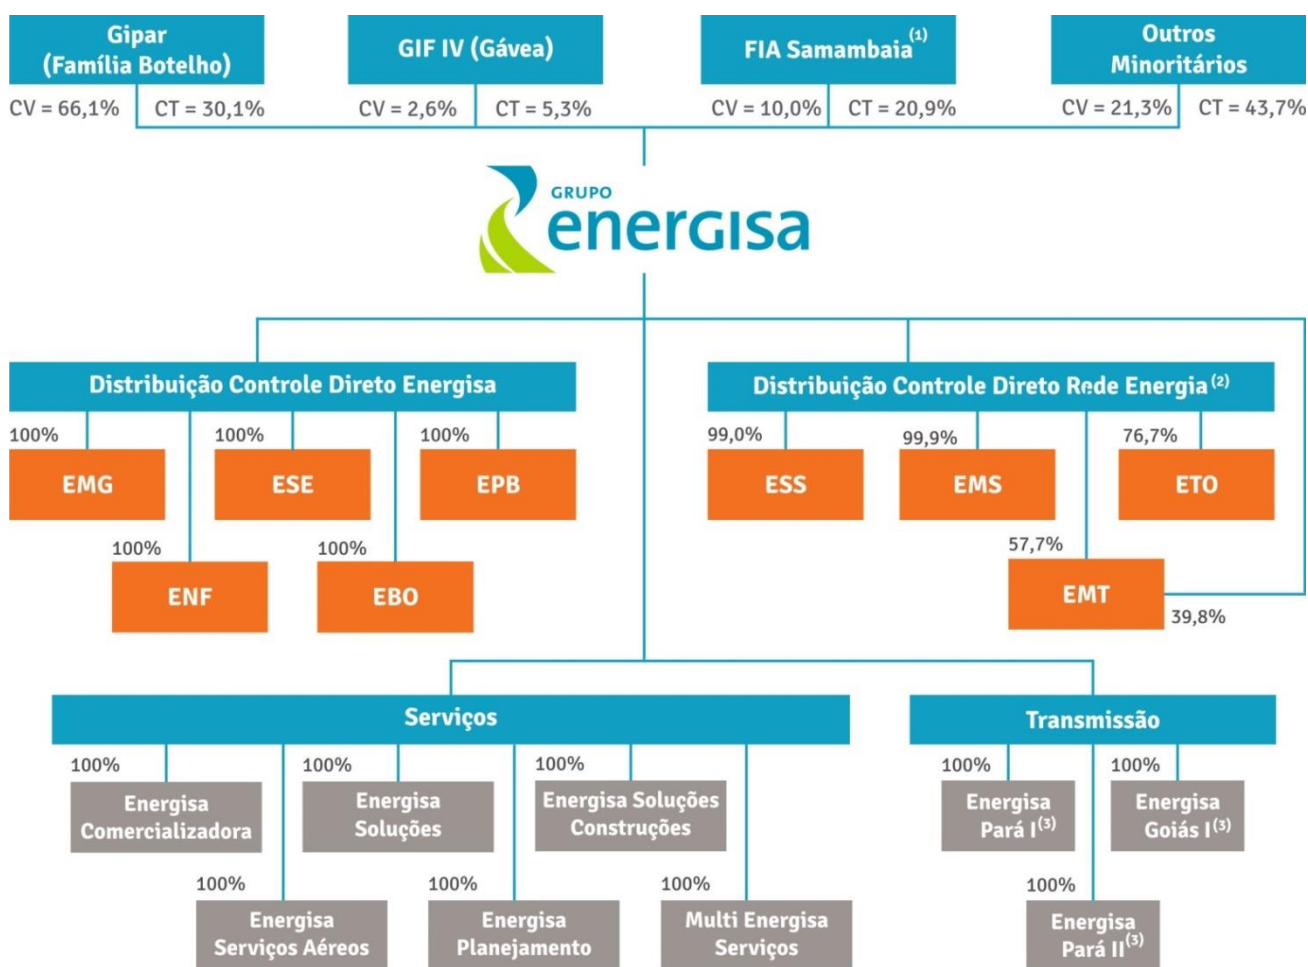 Gipar
(Família Botelho)
CV = 66,1% CT = 30,1%
GIF IV (Gávea)
CV = 2,6% CT = 5,3%
FIA Samambaia(1)
CV = 10,0% CT = 20,9%
Outros
Minoritários
CV = 21,3% CT = 43,7%
GRUPO
energisa
Distribuição Controle Direto Energisa
100%
EMG
100%
ESE
100%
EPB
100%
ENF
100%
EBO
Distribuição Controle Direto Rede Energia(2)
99,0%
ESS
99,9%
EMS
76,7%
ETO
57,7%
EMT
39,8%
Serviços
100%
Energisa
Comercializadora
100%
Energisa
Soluções
100%
Energisa Soluções
Construções
100%
Energisa
Serviços Aéreos
100%
Energisa
Planejamento
100%
Multi Energisa
Serviços
Transmissão
100%
Energisa
Pará I(3)
100%
Energisa
Goiás I(3)
100%
Energisa
Pará II(3)